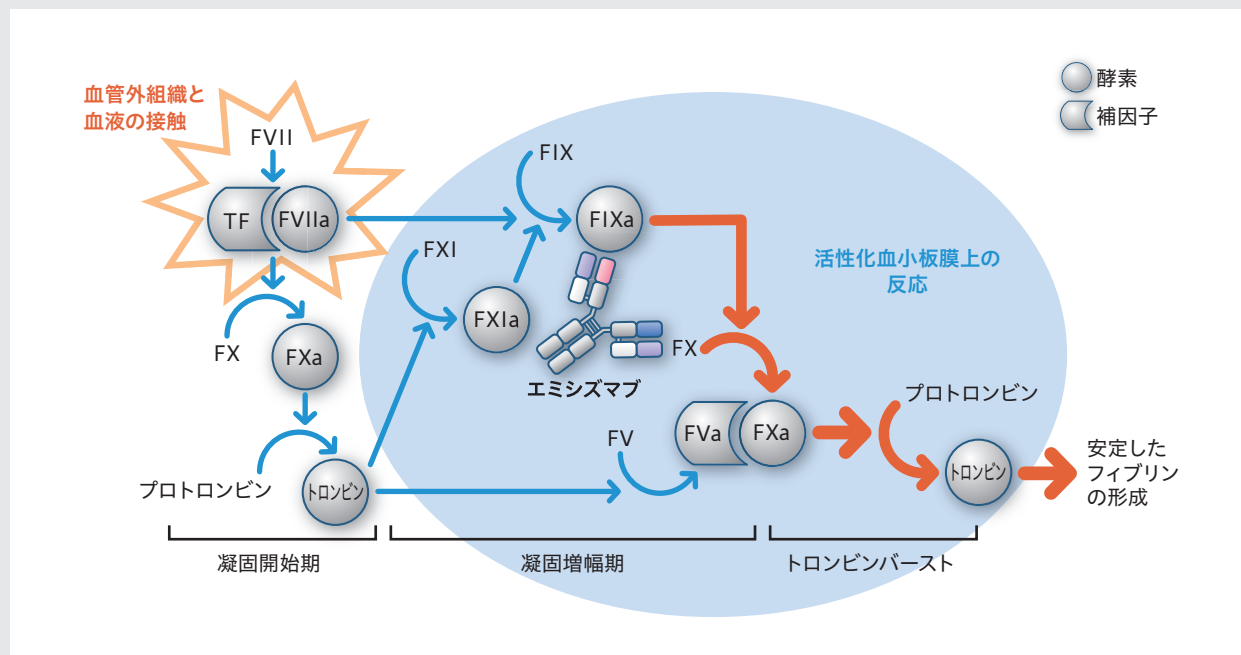 血管外組織と
血液の接触
酵素
補因子
FVII
TF
FVIIa
FIX
FIXa
FXI
FXIa
活性化血小板膜上の
反応
FX
FXa
FX
エミシズマブ
FV
FVa
FXa
プロトロンビン
プロトロンビン
トロンビン
トロンビン
安定した
フィブリン
の形成
凝固開始期
凝固増幅期
トロンビンバースト